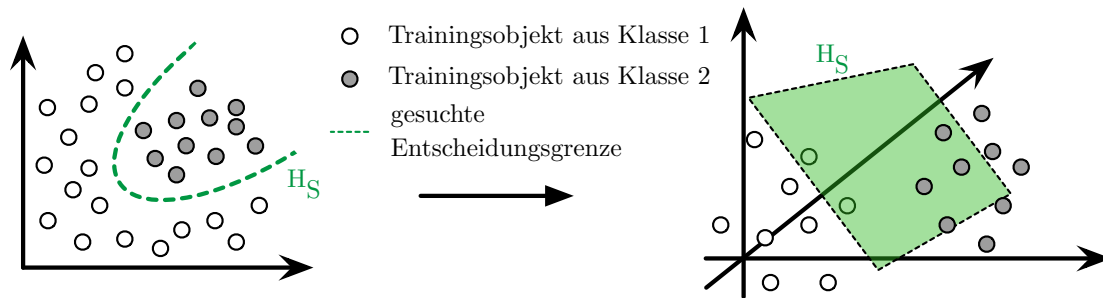 Trainingsobjekt aus Klasse 1
Trainingsobjekt aus Klasse 2
gesuchte
Entscheidungsgrenze
HS
HS